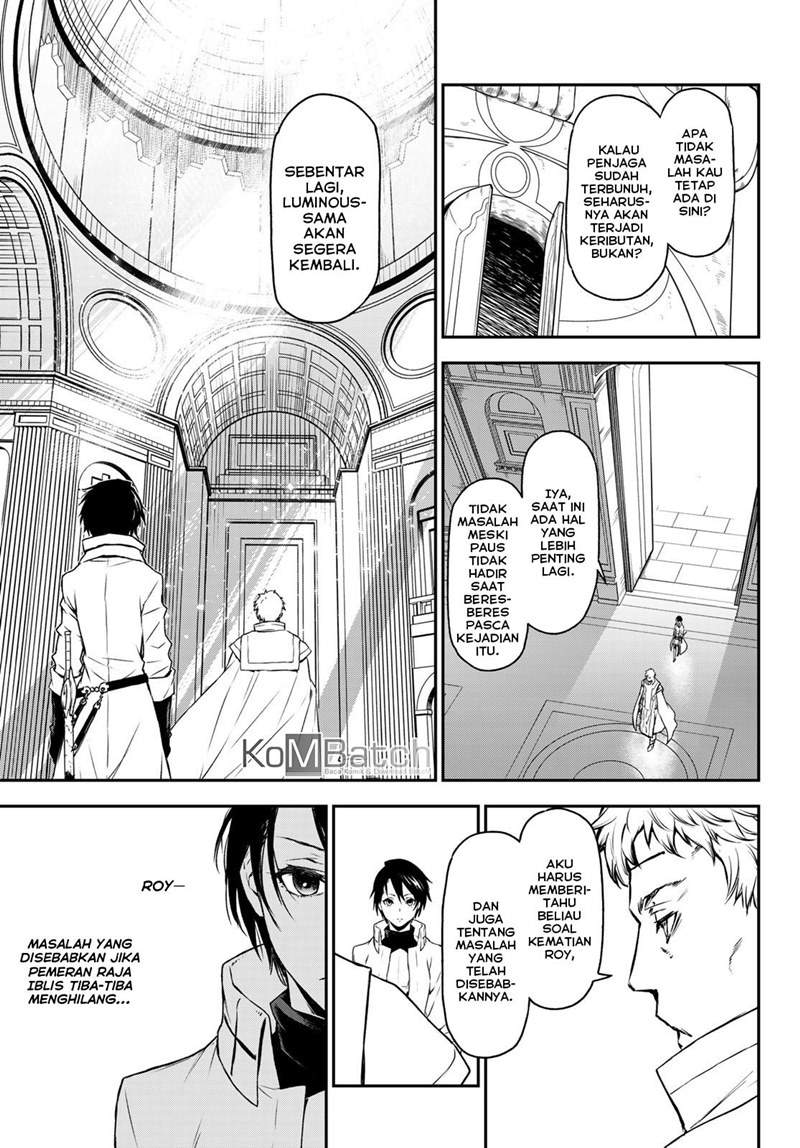 APA
TIDAK
MASA-
LAH KAU
TETAP
ADA DI
SINI?
KALAU
PENJAGA
SUDAH
TERBUNUH,
SEHARUS-
NYA AKAN
TERJADI
KERIBUTAN,
BUKAN?
IYA,
SAAT INI
ADA HAL
YANG
LEBIH
PENTING
LAGI.
TIDAK
MASALAH
MESKI
PAUS
TIDAK
HADIR
SAAT
BERES-
BERES
PASCA
KEJADIAN
ITU.
SEBENTAR
LAGI,
LUMINOUS-
SAMA
AKAN
SEGERA
KEMBALI.
KoMBatch
AKU
HARUS
MEMBERI-
TAHU
BELIAU
SOAL
KEMATIAN
ROY,
DAN
JUGA
TENTANG
MASALAH
YANG
TELAH
DISEBAB-
KANNYA.
ROY—
MASALAH YANG
DISEBABKAN JIKA
PEMERAN RAJA
IBLIS TIBA-TIBA
MENGHILANG...